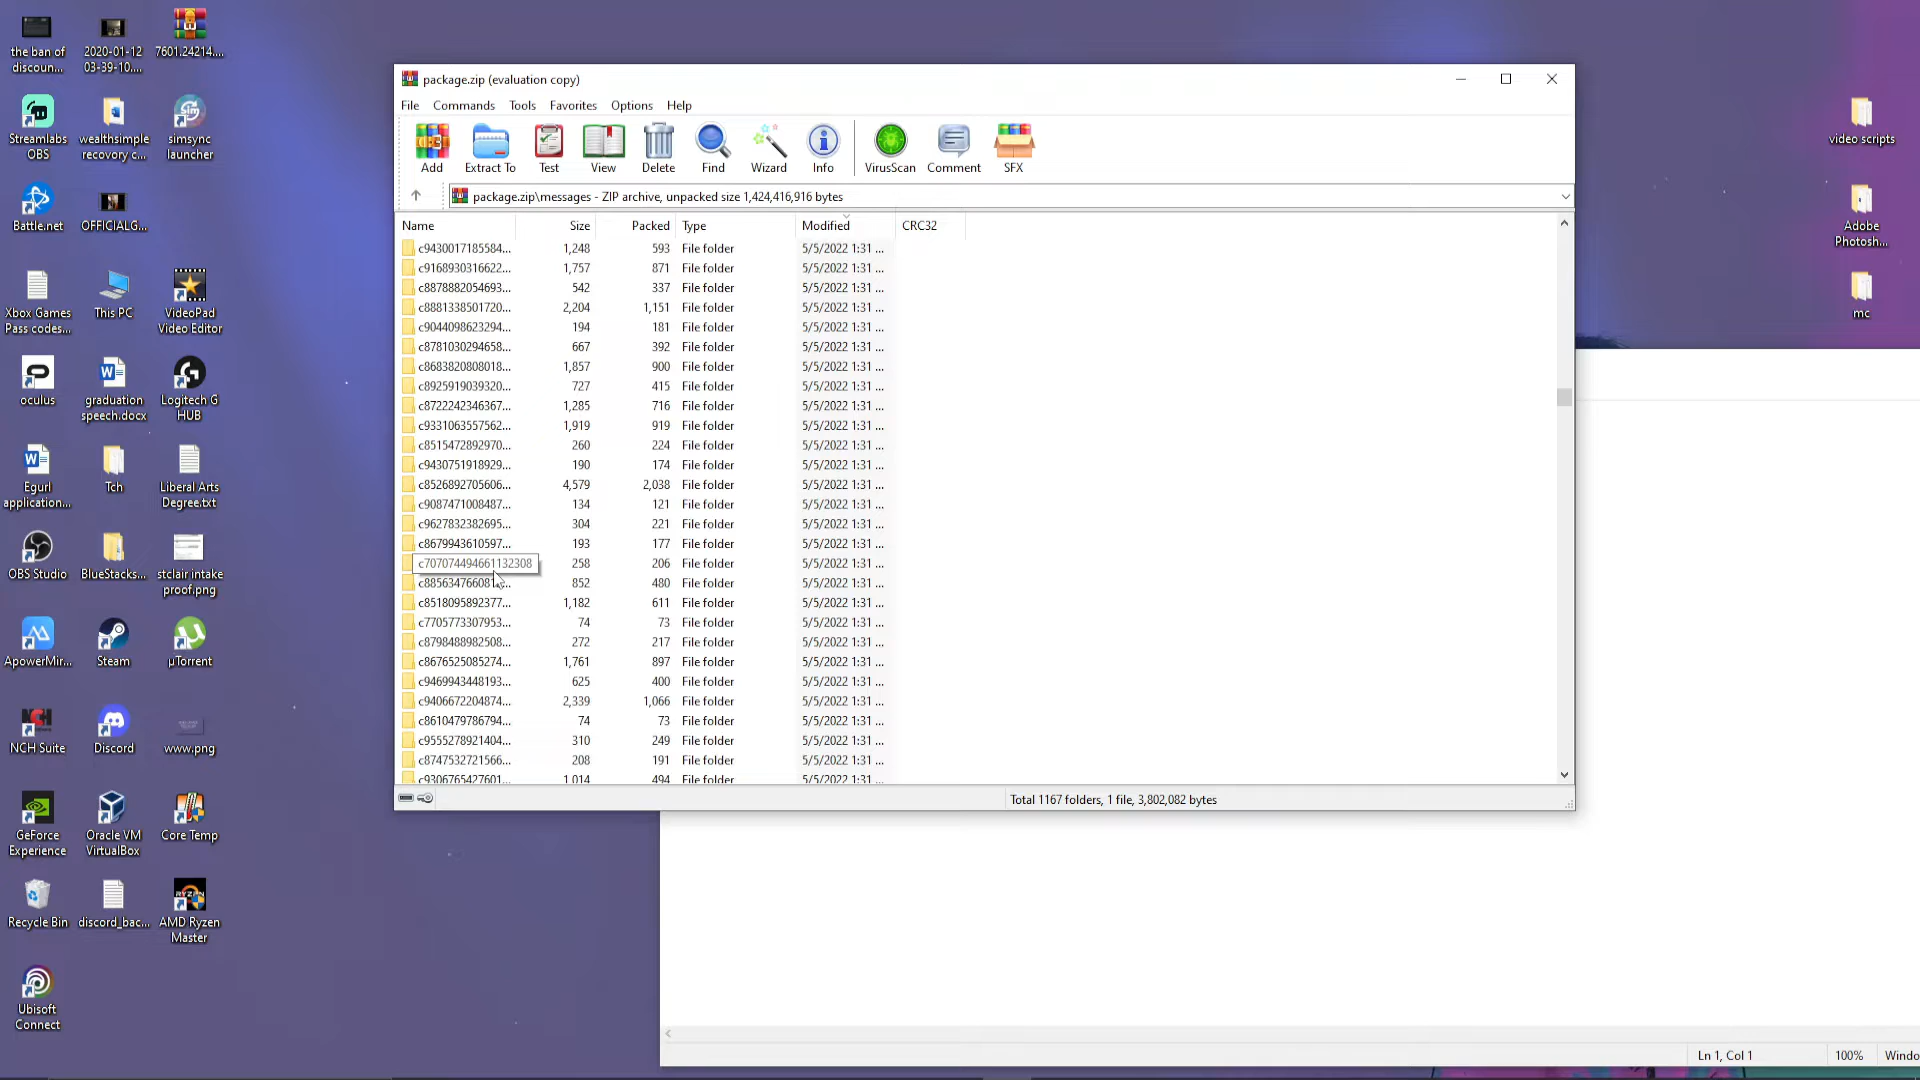 the ban of
discoun...
2020-01-12
03-39-10....
7601.24214....
Streamlabs
OBS
wealthsimple
recovery c...
simsync
launcher
Battle.net
OFFICIALG...
Xbox Games
Pass codes...
This PC
VideoPad
Video Editor
oculus
graduation
speech.docx
Logitech G
HUB
Egurl
application...
Tch
Liberal Arts
Degree.txt
OBS Studio
BlueStacks...
stclair intake
proof.png
ApowerMir...
Steam
µTorrent
NCH Suite
Discord
www.png
GeForce
Experience
Oracle VM
VirtualBox
Core Temp
Recycle Bin
discord_bac...
AMD Ryzen
Master
Ubisoft
Connect
package.zip (evaluation copy)
File Commands Tools Favorites Options Help
Add Extract To Test View Delete Find Wizard Info VirusScan Comment SFX
package.zip\messages - ZIP archive, unpacked size 1,424,416,916 bytes
Name Size Packed Type Modified CRC32
c9430017185584... 1,248 593 File folder 5/5/2022 1:31 ...
c9168930316622... 1,757 871 File folder 5/5/2022 1:31 ...
c8878882054693... 542 337 File folder 5/5/2022 1:31 ...
c8881338501720... 2,204 1,151 File folder 5/5/2022 1:31 ...
c9044098623294... 194 181 File folder 5/5/2022 1:31 ...
c8781030294658... 667 392 File folder 5/5/2022 1:31 ...
c8683820808018... 1,857 900 File folder 5/5/2022 1:31 ...
c8925919039320... 727 415 File folder 5/5/2022 1:31 ...
c8722242346367... 1,285 716 File folder 5/5/2022 1:31 ...
c9331063557562... 1,919 919 File folder 5/5/2022 1:31 ...
c8515472892970... 260 224 File folder 5/5/2022 1:31 ...
c9430751918929... 190 174 File folder 5/5/2022 1:31 ...
c8526892705606... 4,579 2,038 File folder 5/5/2022 1:31 ...
c9087471008487... 134 121 File folder 5/5/2022 1:31 ...
c9627832382695... 304 221 File folder 5/5/2022 1:31 ...
c8679943610597... 193 177 File folder 5/5/2022 1:31 ...
c707074494661132308 258 206 File folder 5/5/2022 1:31 ...
852 480 File folder 5/5/2022 1:31 ...
c8518095892377... 1,182 611 File folder 5/5/2022 1:31 ...
c7705773307953... 74 73 File folder 5/5/2022 1:31 ...
c8798488982508... 272 217 File folder 5/5/2022 1:31 ...
c8676525085274... 1,761 897 File folder 5/5/2022 1:31 ...
c9469943448193... 625 400 File folder 5/5/2022 1:31 ...
c9406672204874... 2,339 1,066 File folder 5/5/2022 1:31 ...
c8610479786794... 74 73 File folder 5/5/2022 1:31 ...
c9555278921404... 310 249 File folder 5/5/2022 1:31 ...
c8747532721566... 208 191 File folder 5/5/2022 1:31 ...
c9306765427601... 1,014 494 File folder 5/5/2022 1:31 ...
Total 1167 folders, 1 file, 3,802,082 bytes
video scripts
Adobe
Photosh...
mc
Ln 1, Col 1 100% Windo